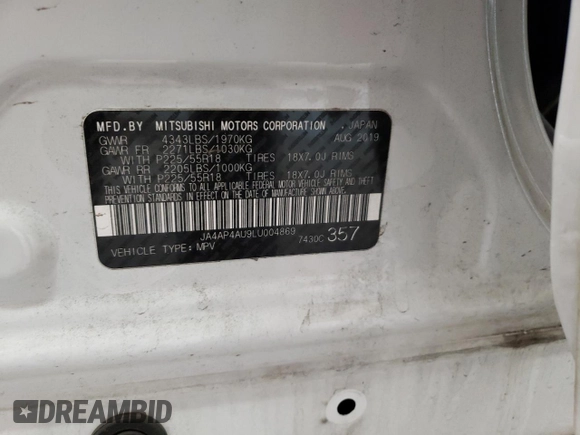 MFD.BY MITSUBISHI MOTORS CORPORATION , JAPAN
GVWR 4343LBS/1970KG AUG 2019
GAWR FR 2271LBS/1030KG
WITH P225/55R18 TIRES 18X7.0J RIMS
GAWR RR 2205LBS/1000KG
WITH P225/55R18 TIRES 18X7.0J RIMS
THIS VEHICLE CONFORMS TO ALL APPLICABLE FEDERAL MOTOR VEHICLE SAFETY, BUMPER AND THEFT
PREVENTION STANDARDS IN EFFECT ON THE DATE OF MANUFACTURE SHOWN ABOVE.
JA4AP4AU9LU004869
VEHICLE TYPE: MPV 7430C 357
DREAMBID